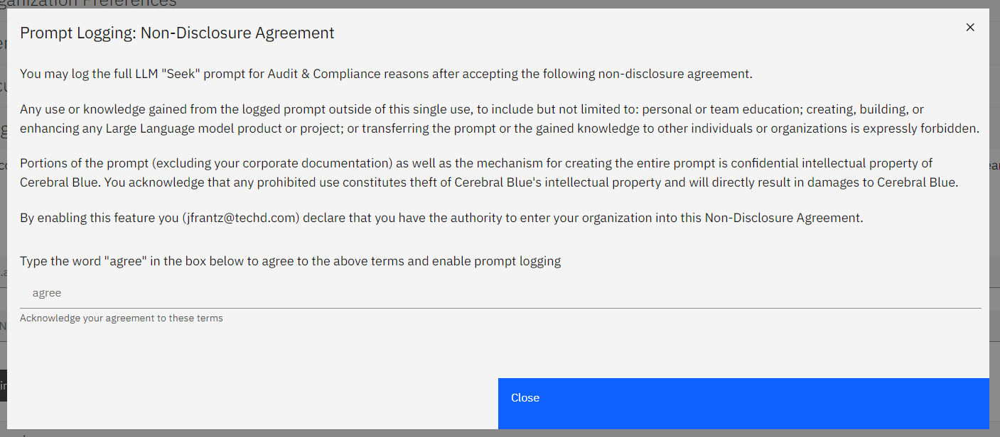 ganization Preferences
Prompt Logging: Non-Disclosure Agreement
You may log the full LLM "Seek" prompt for Audit & Compliance reasons after accepting the following non-disclosure agreement.
Any use or knowledge gained from the logged prompt outside of this single use, to include but not limited to: personal or team education; creating, building, or
enhancing any Large Language model product or project; or transferring the prompt or the gained knowledge to other individuals or organizations is expressly forbidden.
Portions of the prompt (excluding your corporate documentation) as well as the mechanism for creating the entire prompt is confidential intellectual property of
Cerebral Blue. You acknowledge that any prohibited use constitutes theft of Cerebral Blue's intellectual property and will directly result in damages to Cerebral Blue.
By enabling this feature you (jfrantz@techd.com) declare that you have the authority to enter your organization into this Non-Disclosure Agreement.
Type the word "agree" in the box below to agree to the above terms and enable prompt logging
agree
Acknowledge your agreement to these terms
Close